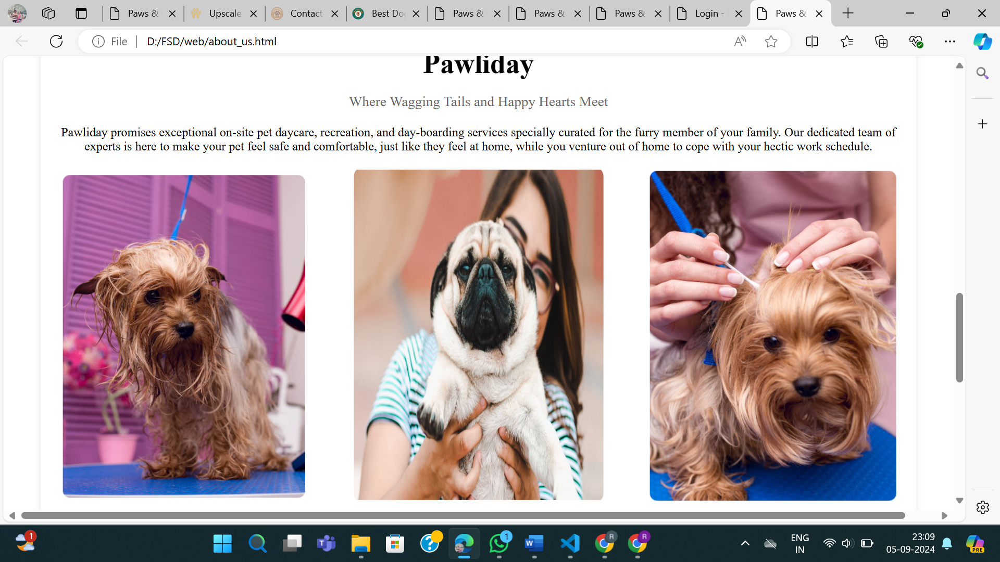 Paws &
Upscale
Contact
Best Do
Paws &
Paws &
Paws &
Login -
Paws &
File
D:/FSD/web/about_us.html
Pawliday
Where Wagging Tails and Happy Hearts Meet
Pawliday promises exceptional on-site pet daycare, recreation, and day-boarding services specially curated for the furry member of your family. Our dedicated team of
experts is here to make your pet feel safe and comfortable, just like they feel at home, while you venture out of home to cope with your hectic work schedule.
1
1
R
R
ENG
IN
23:09
05-09-2024
PRE